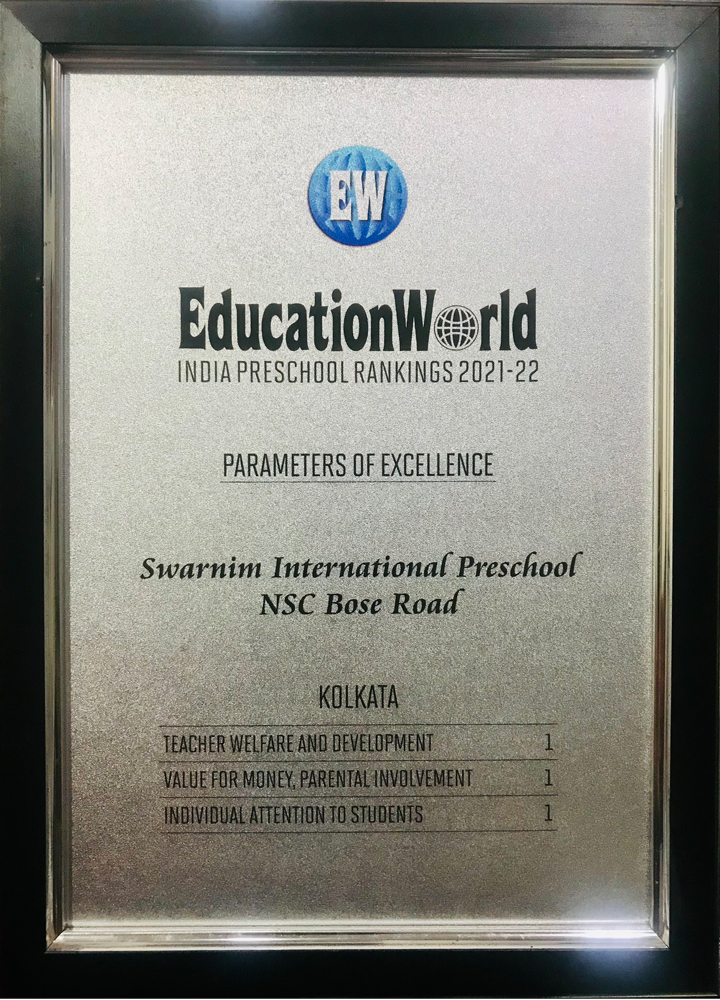 EW
EducationWorld
INDIA PRESCHOOL RANKINGS 2021-22
PARAMETERS OF EXCELLENCE
Swarnim International Preschool
NSC Bose Road
KOLKATA
TEACHER WELFARE AND DEVELOPMENT 1
VALUE FOR MONEY, PARENTAL INVOLVEMENT 1
INDIVIDUAL ATTENTION TO STUDENTS 1